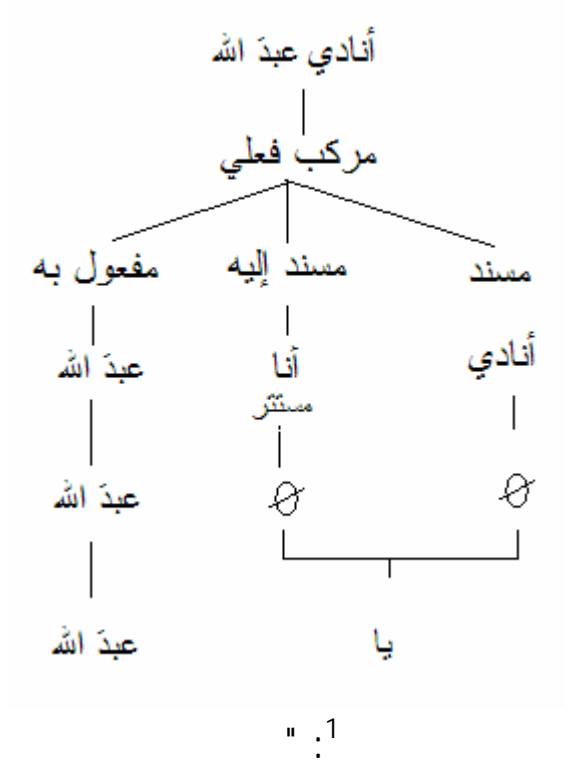 أنادي عبدَ الله
مركب فعلي
مسند مسند إليه مفعول به
أنادي أنا عبدَ الله
مستتر
∅ ∅ عبدَ الله
يا عبدَ الله
" :1